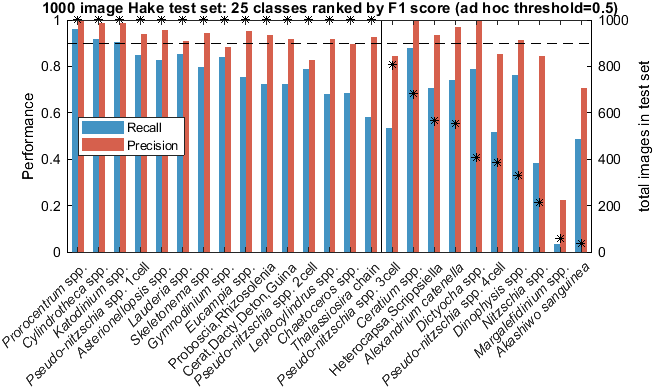 1000 image Hake test set: 25 classes ranked by F1 score (ad hoc threshold=0.5)
1
0.8
0.6
0.4
0.2
0
Performance
Recall
Precision
1000
800
600
400
200
0
total images in test set
Prorocentrum spp.
Cylindrotheca spp.
Katodinium spp.
Pseudo-nitzschia spp. 1cell
Asterionellopsis spp.
Lauderia spp.
Skeletonema spp.
Gymnodinium spp.
Eucampia spp.
Proboscia,Rhizosolenia
Cerat,Dacty,Deton,Guina
Pseudo-nitzschia spp. 2cell
Leptocylindrus spp.
Chaetoceros spp.
Thalassiosira chain
Pseudo-nitzschia spp. 3cell
Ceratium spp.
Heterocapsa,Scrippsiella
Alexandrium catenella
Dictyocha spp.
Pseudo-nitzschia spp. 4cell
Dinophysis spp.
Nitzschia spp.
Margalefidinium spp.
Akashiwo sanguinea